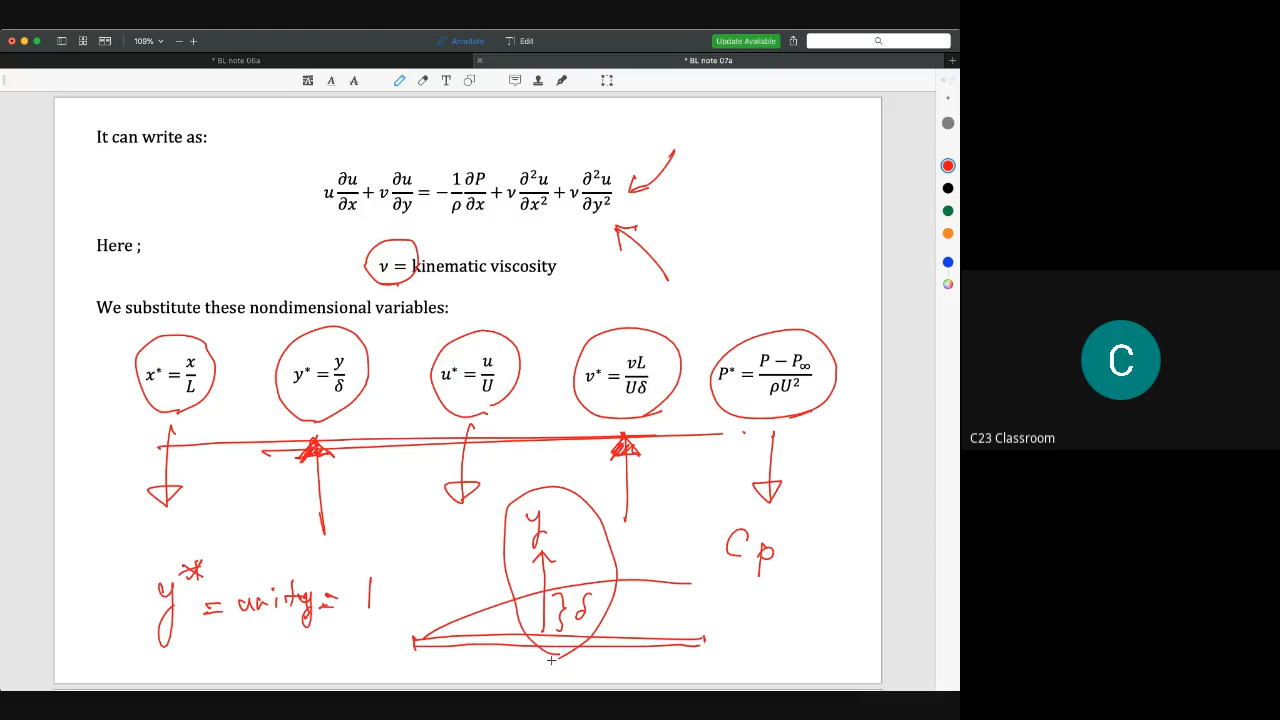 109%
Annotate
Edit
Update Available
* BL note 06a
* BL note 07a
It can write as:
u ∂u/∂x + v ∂u/∂y = − 1/ρ ∂P/∂x + ν ∂²u/∂x² + ν ∂²u/∂y²
Here ;
ν = kinematic viscosity
We substitute these nondimensional variables:
x* = x/L y* = y/δ u* = u/U v* = vL/Uδ P* = P − P∞/ρU²
y
Cp
y* = unity = 1
δ
C
C23 Classroom